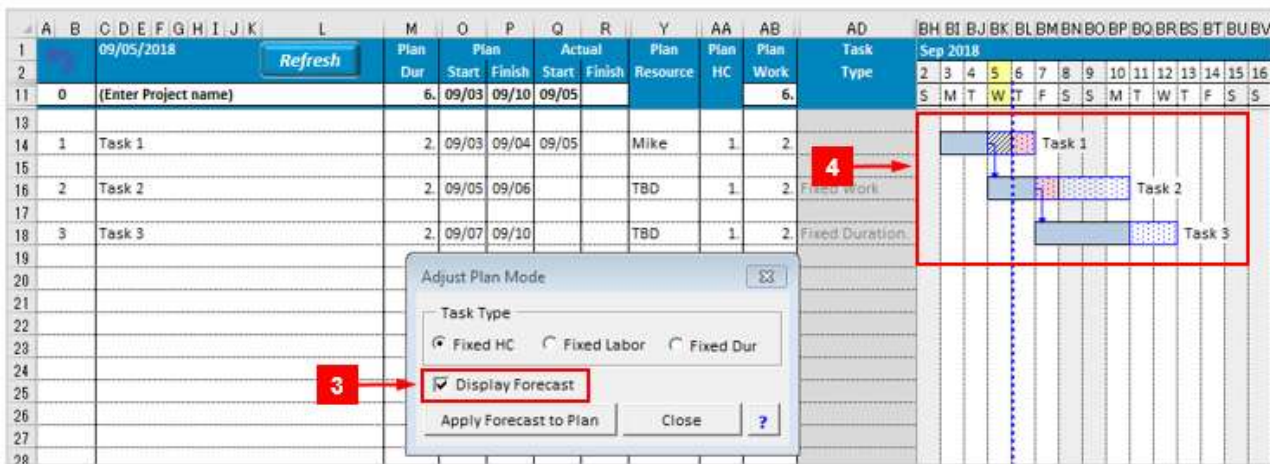 A B C D E F G H I J K L M O P Q R Y AA AB AD BH BI BJ BK BL BM BN BO BP BQ BR BS BT BU BV
1 09/05/2018 Refresh Plan Plan Actual Plan Plan Plan Task Sep 2018
2 Dur Start Finish Start Finish Resource HC Work Type 2 3 4 5 6 7 8 9 10 11 12 13 14 15 16
11 0 (Enter Project name) 6. 09/03 09/10 09/05 6. S M T W T F S S M T W T F S S
13
14 1 Task 1 2. 09/03 09/04 09/05 Mike 1. 2. Task 1
15 4
16 2 Task 2 2. 09/05 09/06 TBD 1. 2. Fixed Work Task 2
17
18 3 Task 3 2. 09/07 09/10 TBD 1. 2. Fixed Duration Task 3
19
20 Adjust Plan Mode
21
22 Task Type
23 Fixed HC Fixed Labor Fixed Dur
24
25 3 Display Forecast
26 Apply Forecast to Plan Close ?
27
28